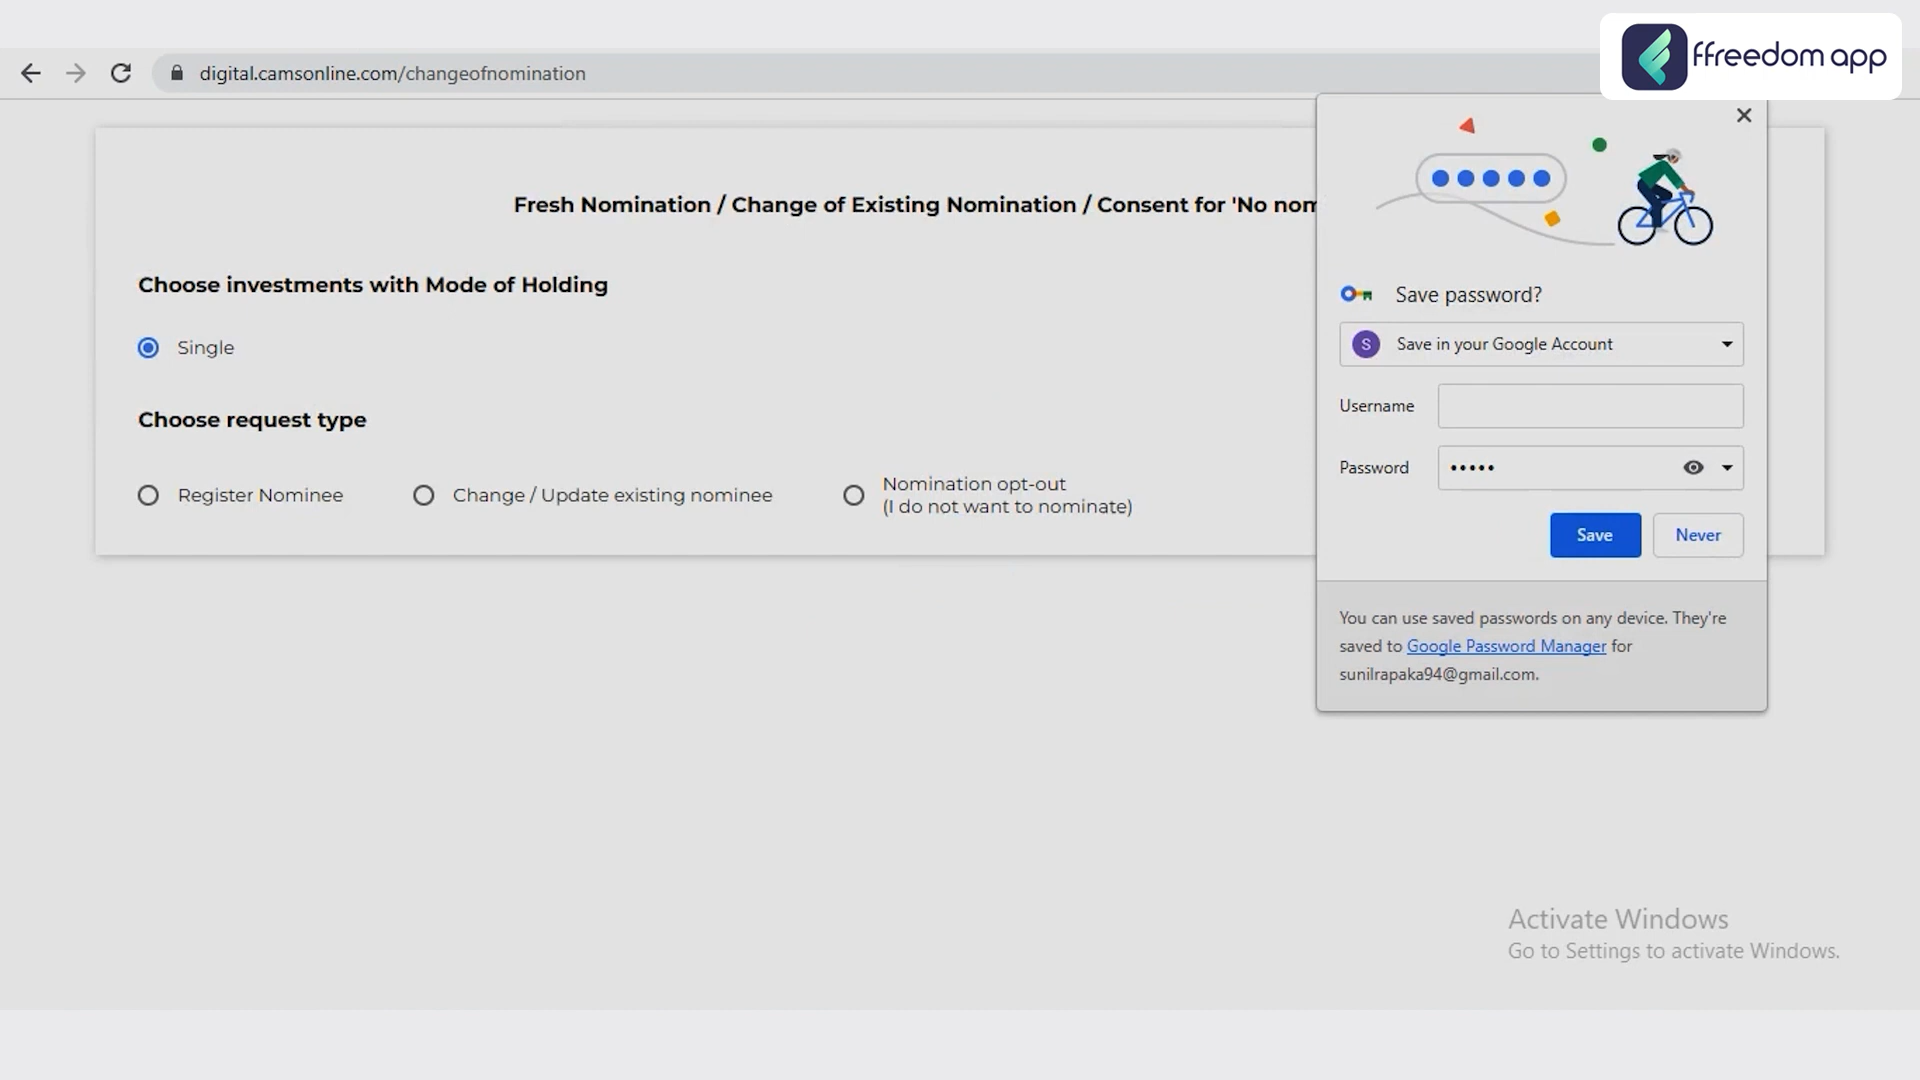 ffreedom app
digital.camsonline.com/changeofnomination
Fresh Nomination / Change of Existing Nomination / Consent for 'No nom
Choose investments with Mode of Holding
Single
Choose request type
Register Nominee
Change / Update existing nominee
Nomination opt-out
(I do not want to nominate)
Save password?
S Save in your Google Account
Username
Password •••••
Save Never
You can use saved passwords on any device. They're
saved to Google Password Manager for
sunilrapaka94@gmail.com.
Activate Windows
Go to Settings to activate Windows.